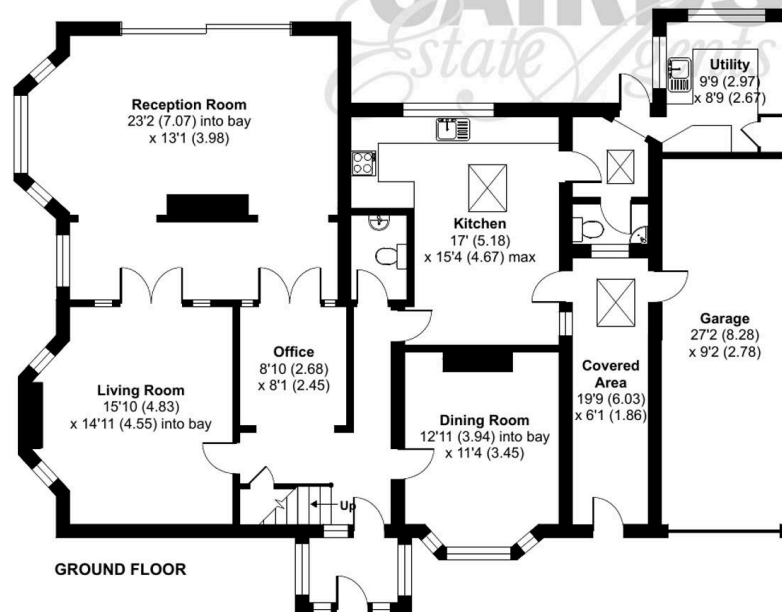 CAIRDS
Estate Agents
Utility
9'9 (2.97)
x 8'9 (2.67)
Reception Room
23'2 (7.07) into bay
x 13'1 (3.98)
Kitchen
17' (5.18)
x 15'4 (4.67) max
Garage
27'2 (8.28)
x 9'2 (2.78)
Office
8'10 (2.68)
x 8'1 (2.45)
Covered
Area
19'9 (6.03)
x 6'1 (1.86)
Living Room
15'10 (4.83)
x 14'11 (4.55) into bay
Dining Room
12'11 (3.94) into bay
x 11'4 (3.45)
Up
GROUND FLOOR